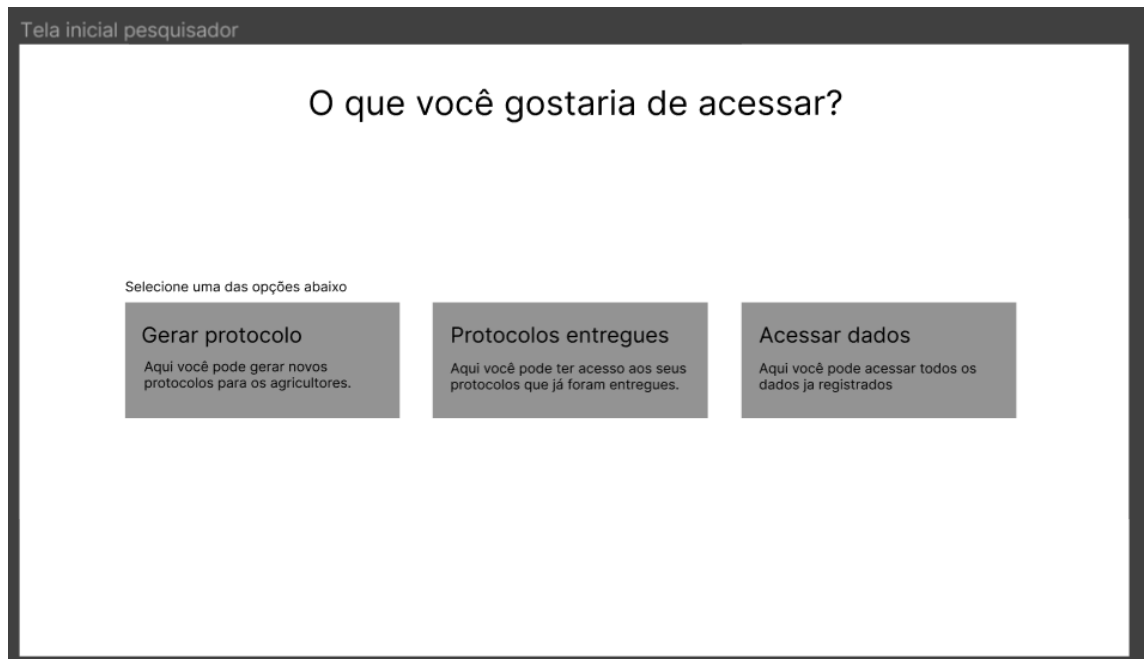 Tela inicial pesquisador
O que você gostaria de acessar?
Selecione uma das opções abaixo
Gerar protocolo
Aqui você pode gerar novos
protocolos para os agricultores.
Protocolos entregues
Aqui você pode ter acesso aos seus
protocolos que já foram entregues.
Acessar dados
Aqui você pode acessar todos os
dados ja registrados